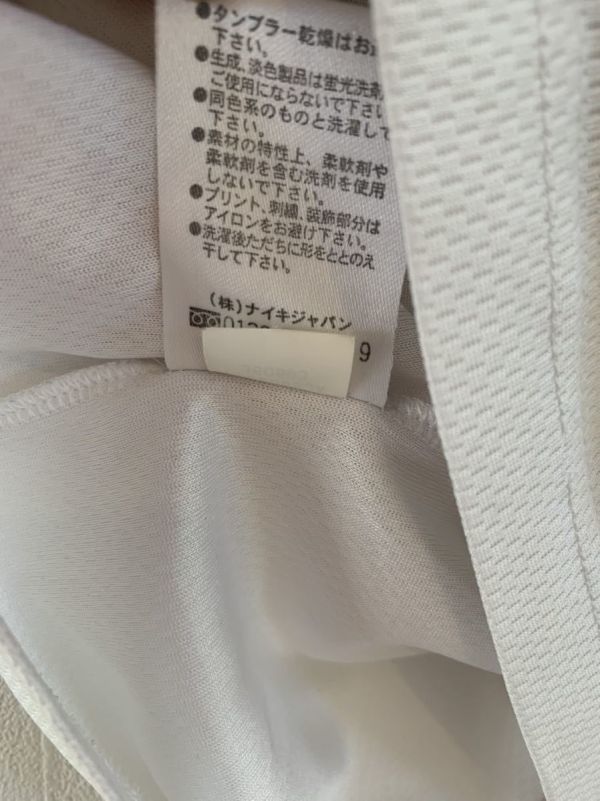 ●タンブラー乾燥はお
下さい。
●生成、淡色製品は蛍光洗剤
ご使用にならないで下さい
●同色系のものと洗濯して
下さい。
●素材の特性上、柔軟剤や
柔軟剤を含む洗剤を使用
しないで下さい。
●プリント、刺繍、装飾部分は
アイロンをお避け下さい。
●洗濯後ただちに形をととのえ
干して下さい。
(株)ナイキジャパン
0120 9